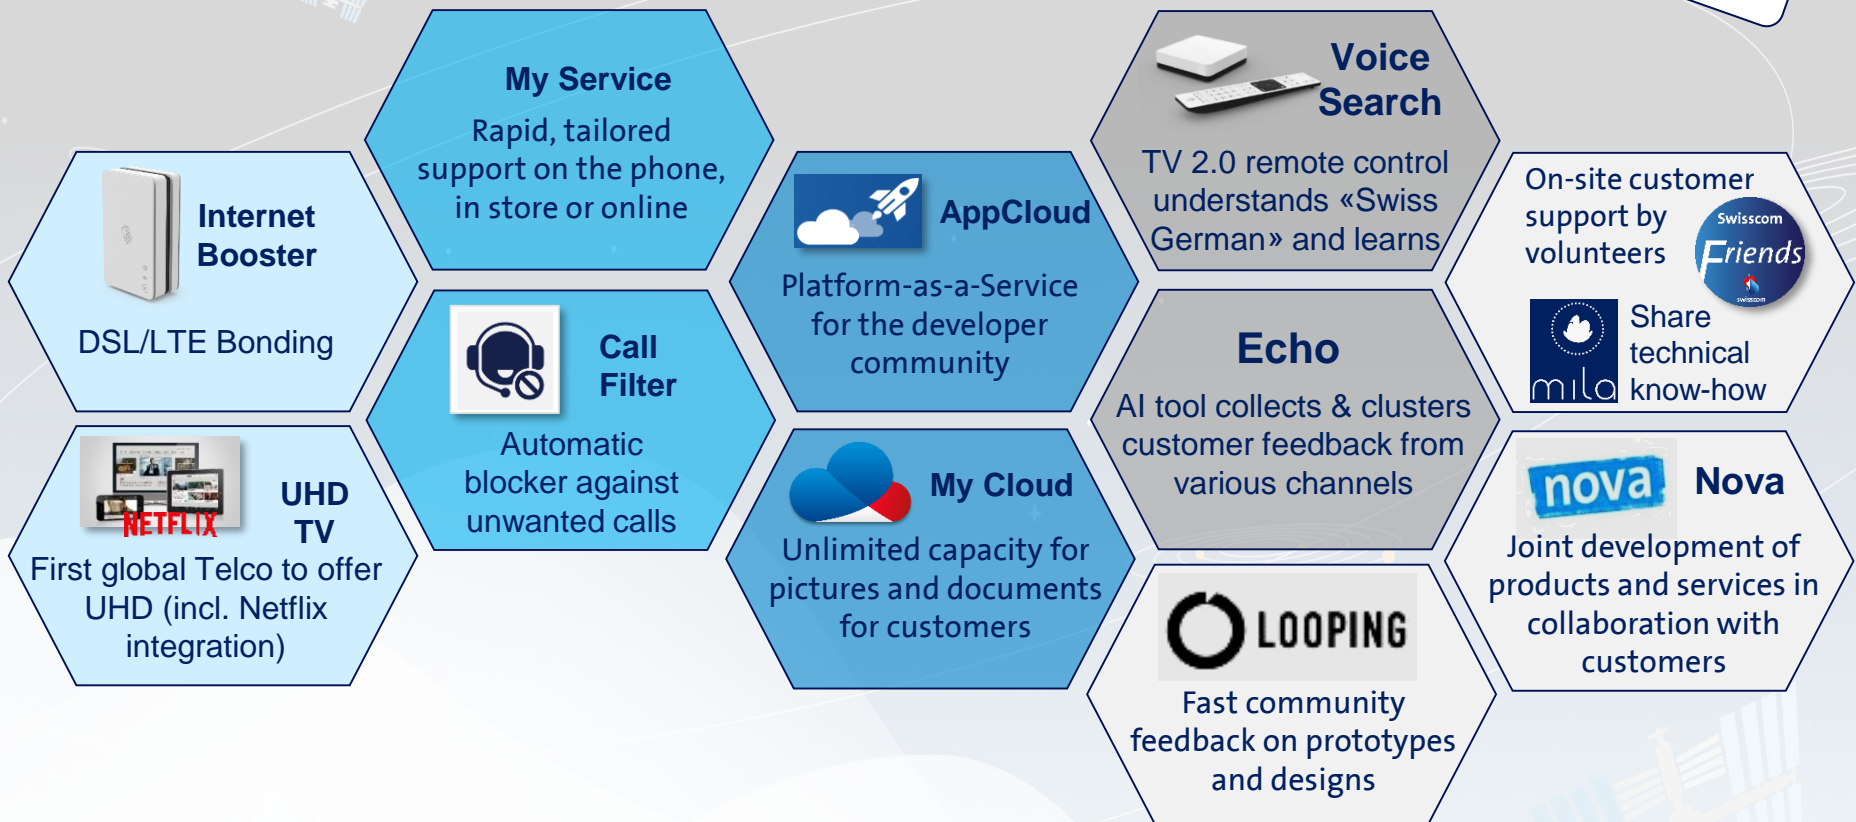 Internet
Booster
DSL/LTE Bonding
NETFLIX
UHD
TV
First global Telco to offer
UHD (incl. Netflix
integration)
My Service
Rapid, tailored
support on the phone,
in store or online
Call
Filter
Automatic
blocker against
unwanted calls
AppCloud
Platform-as-a-Service
for the developer
community
My Cloud
Unlimited capacity for
pictures and documents
for customers
Voice
Search
TV 2.0 remote control
understands «Swiss
German» and learns
Echo
AI tool collects & clusters
customer feedback from
various channels
LOOPING
Fast community
feedback on prototypes
and designs
On-site customer
support by
volunteers
Swisscom
Friends
swisscom
mila
Share
technical
know-how
nova
Nova
Joint development of
products and services in
collaboration with
customers